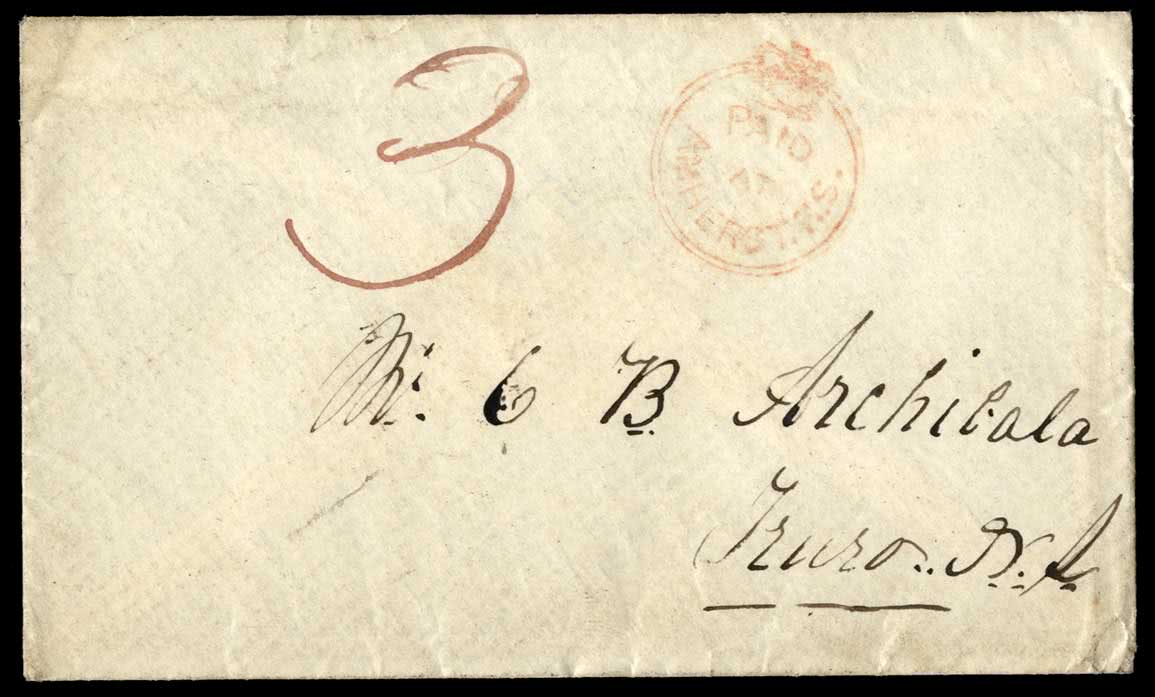 3
PAID
AMHERST. N.S.
Mr. C B Archibald
Truro.. N.S.